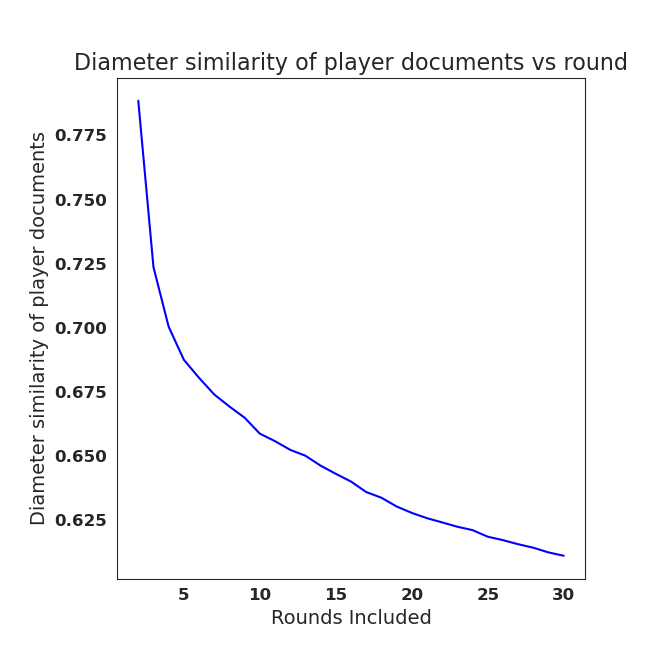 Diameter similarity of player documents vs round
Diameter similarity of player documents
0.775
0.750
0.725
0.700
0.675
0.650
0.625
5 10 15 20 25 30
Rounds Included